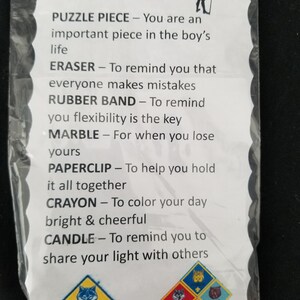 PUZZLE PIECE – You are an
important piece in the boy's
life
ERASER – To remind you that
everyone makes mistakes
RUBBER BAND – To remind
you flexibility is the key
MARBLE – For when you lose
yours
PAPERCLIP – To help you hold
it all together
CRAYON – To color your day
bright & cheerful
CANDLE – To remind you to
share your light with others